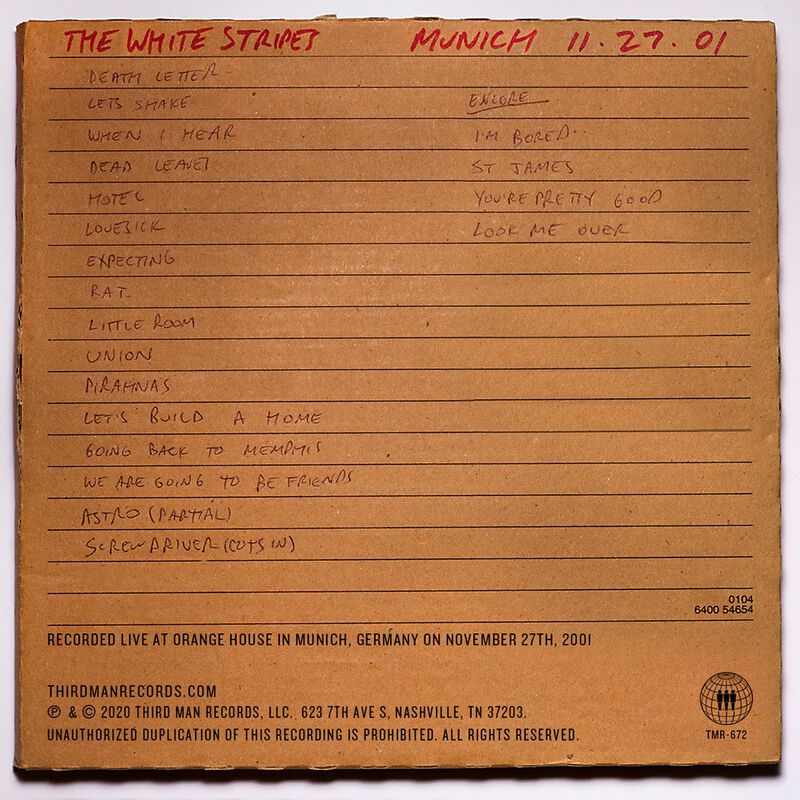 THE WHITE STRIPES MUNICH 11.27.01
DEATH LETTER
LETS SHAKE
WHEN I HEAR
DEAD LEAVES
HOTEL
LOVESICK
EXPECTING
RAT
LITTLE ROOM
UNION
PIRAHNAS
LET'S BUILD A HOME
GOING BACK TO MEMPHIS
WE ARE GOING TO BE FRIENDS
ASTRO (PARTIAL)
SCREWDRIVER (CUTS IN)
ENCORE
I'M BORED
ST JAMES
YOU'RE PRETTY GOOD
LOOK ME OVER
0104
6400 54654
RECORDED LIVE AT ORANGE HOUSE IN MUNICH, GERMANY ON NOVEMBER 27TH, 2001
THIRDMANRECORDS.COM
℗ & © 2020 THIRD MAN RECORDS, LLC. 623 7TH AVE S, NASHVILLE, TN 37203.
UNAUTHORIZED DUPLICATION OF THIS RECORDING IS PROHIBITED. ALL RIGHTS RESERVED.
TMR-672